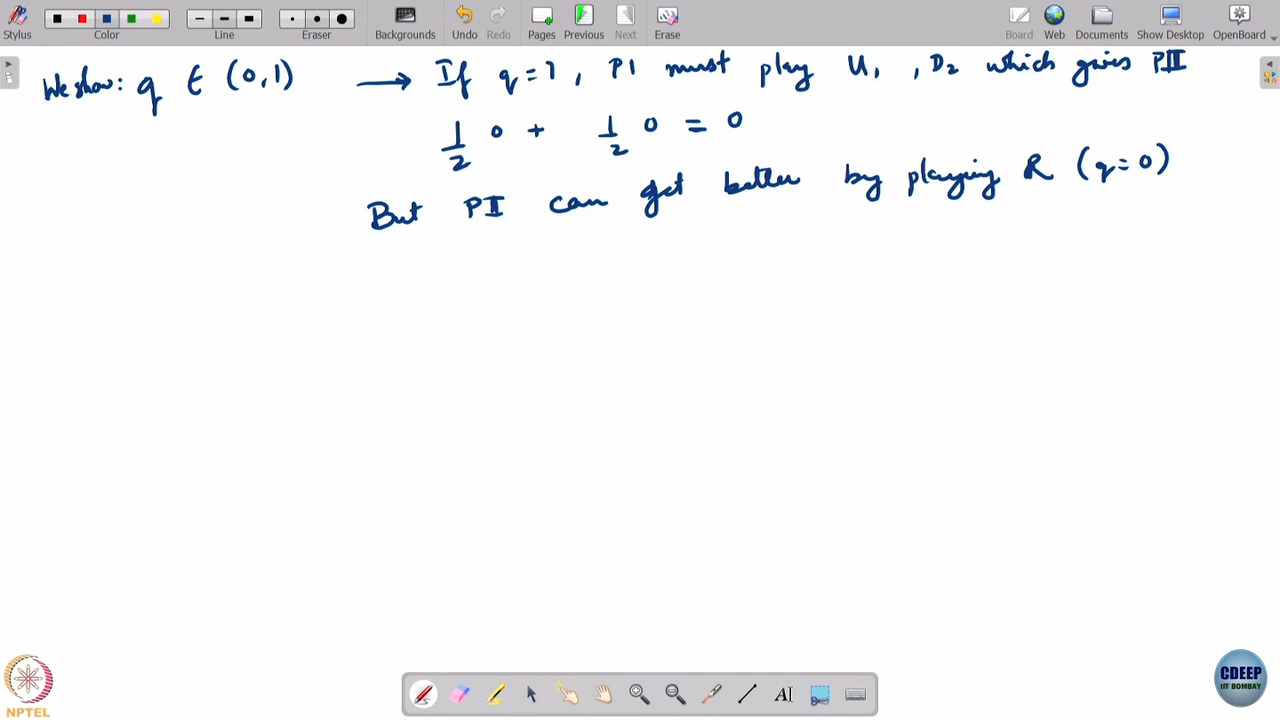 Stylus
Color
Line
Eraser
Backgrounds
Undo
Redo
Pages
Previous
Next
Erase
Board
Web
Documents
Show Desktop
OpenBoard
We show: q ∈ (0,1) → If q=1, P1 must play U₁, D₂ which gives PII
1/2 0 + 1/2 0 = 0
But PII can get better by playing R (q=0)
NPTEL
CDEEP
IIT BOMBAY